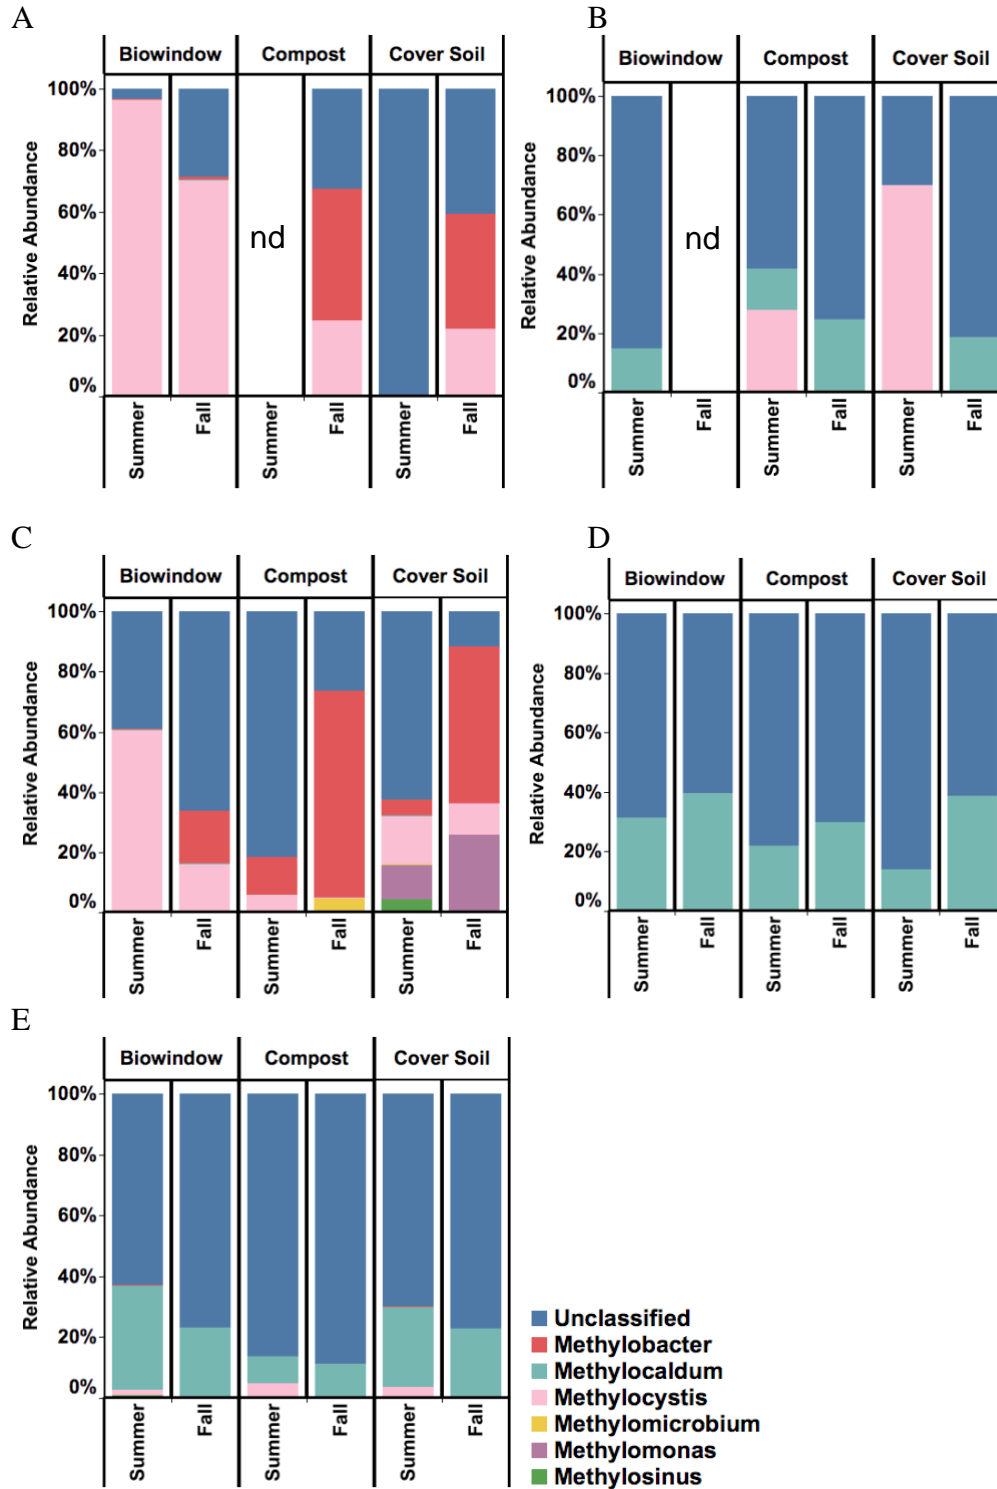 A
Biowindow Compost Cover Soil
Relative Abundance
100%
80%
60%
40%
20%
0%
nd
Summer Fall Fall Summer Fall
B
Biowindow Compost Cover Soil
Relative Abundance
100%
80%
60%
40%
20%
0%
nd
Summer Fall Summer Fall Summer Fall
C
Biowindow Compost Cover Soil
Relative Abundance
100%
80%
60%
40%
20%
0%
Summer Fall Summer Fall Summer Fall
D
Biowindow Compost Cover Soil
Relative Abundance
100%
80%
60%
40%
20%
0%
Summer Fall Summer Fall Summer Fall
E
Biowindow Compost Cover Soil
Relative Abundance
100%
80%
60%
40%
20%
0%
Summer Fall Summer Fall Summer Fall
Unclassified
Methylobacter
Methylocaldum
Methylocystis
Methylomicrobium
Methylomonas
Methylosinus